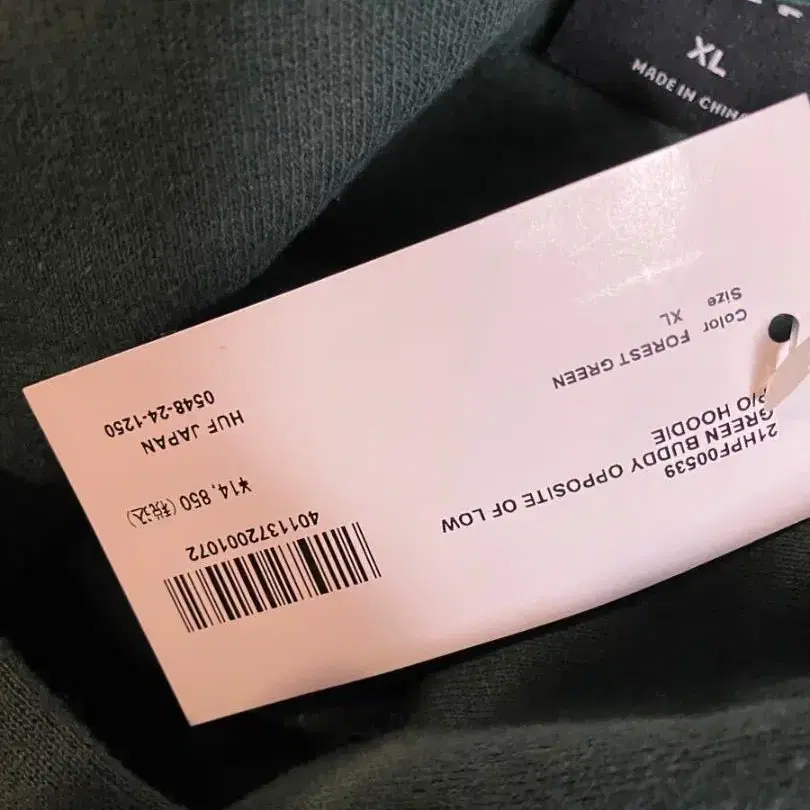 XL
MADE IN CHINA
21HPF00539
GREEN BUDDY OPPOSITE OF LOW
P/O HOODIE
Color FOREST GREEN
Size XL
4011372001072
¥14,850(税込)
HUF JAPAN
0548-24-1250